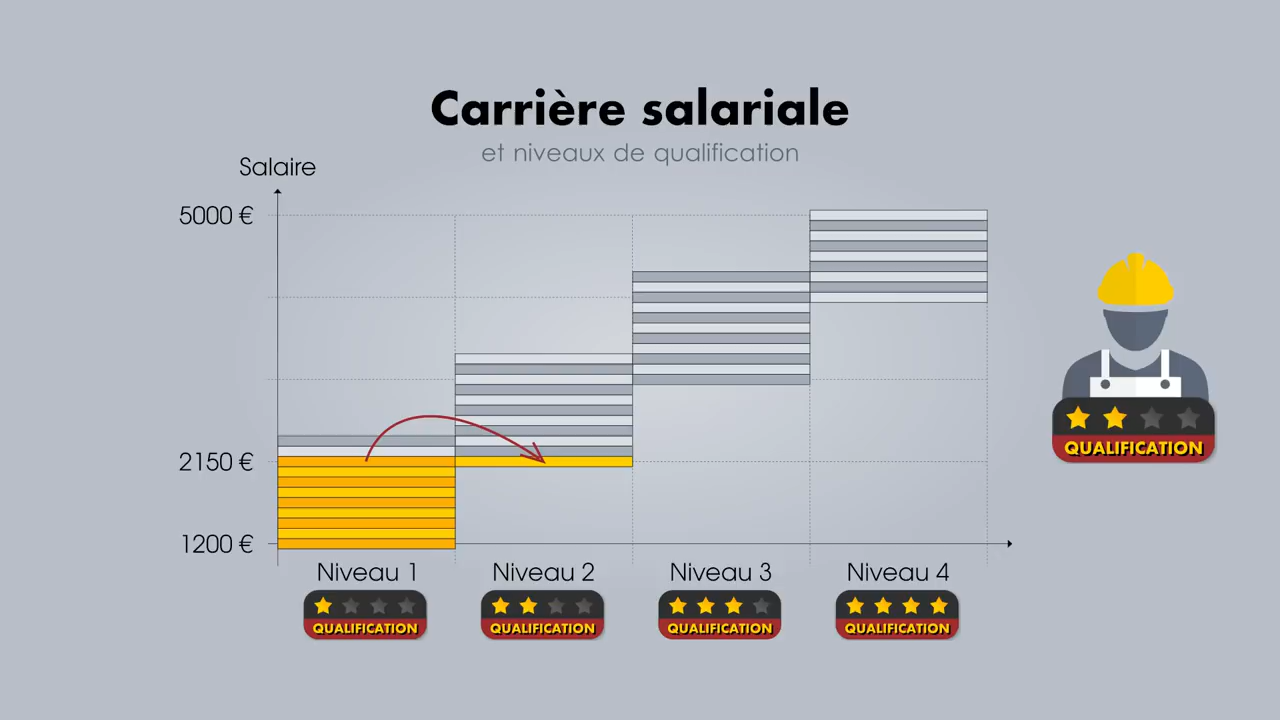 Carrière salariale
et niveaux de qualification
Salaire
5000 €
2150 €
1200 €
QUALIFICATION
Niveau 1
Niveau 2
Niveau 3
Niveau 4
QUALIFICATION
QUALIFICATION
QUALIFICATION
QUALIFICATION